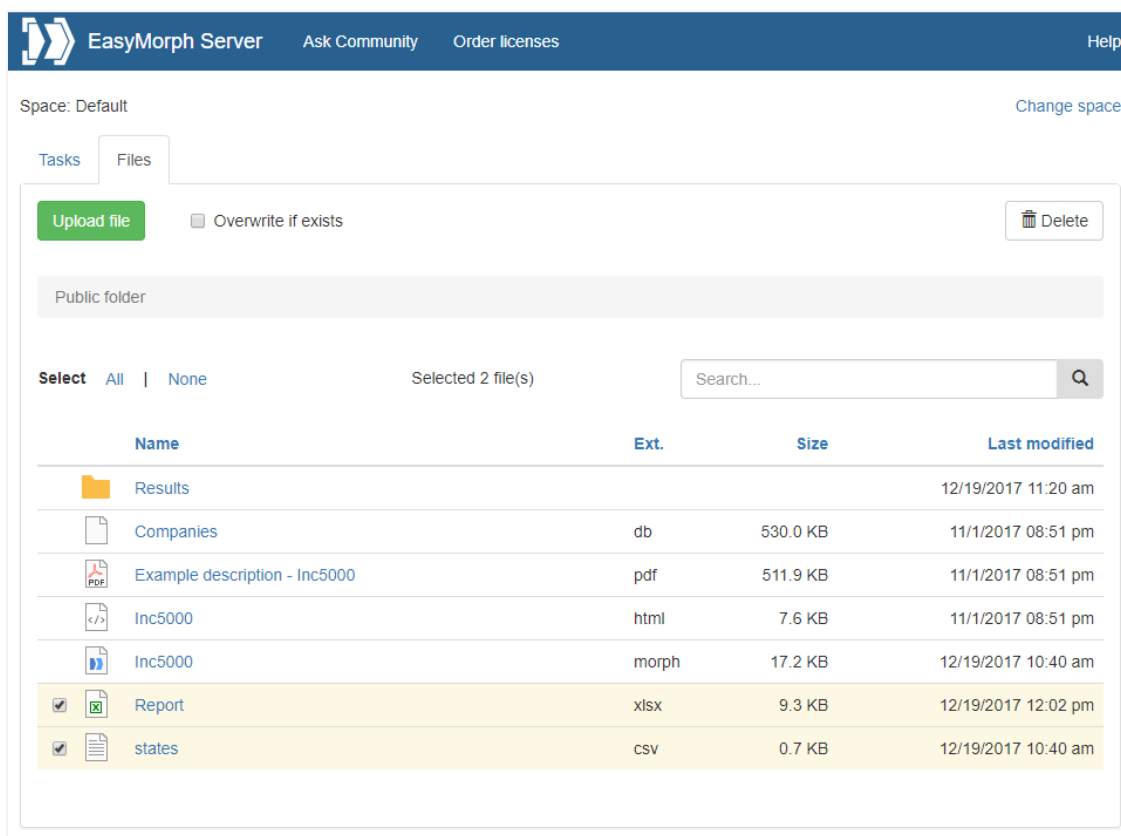 EasyMorph Server Ask Community Order licenses Help
Space: Default Change space
Tasks Files
Upload file Overwrite if exists Delete
Public folder
Select All | None Selected 2 file(s) Search...
Name Ext. Size Last modified
Results 12/19/2017 11:20 am
Companies db 530.0 KB 11/1/2017 08:51 pm
PDF Example description - Inc5000 pdf 511.9 KB 11/1/2017 08:51 pm
</> Inc5000 html 7.6 KB 11/1/2017 08:51 pm
Inc5000 morph 17.2 KB 12/19/2017 10:40 am
Report xlsx 9.3 KB 12/19/2017 12:02 pm
states csv 0.7 KB 12/19/2017 10:40 am